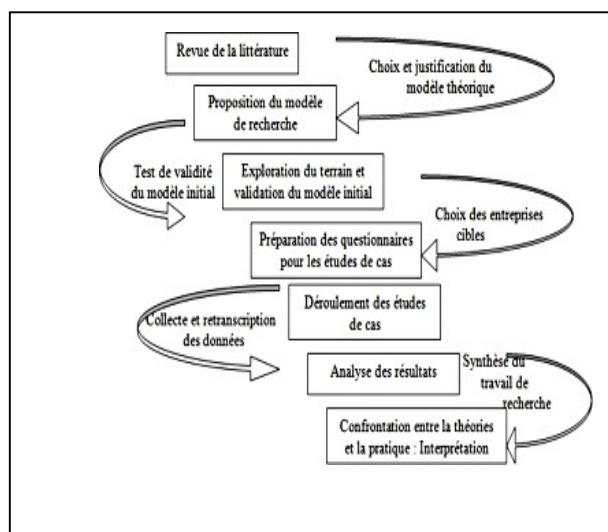 Revue de la littérature
Choix et justification du
modèle théorique
Proposition du modèle
de recherche
Test de validité
du modèle initial
Exploration du terrain et
validation du modèle initial
Choix des entreprises
cibles
Préparation des questionnaires
pour les études de cas
Déroulement des études
de cas
Collecte et retranscription
des données
Analyse des résultats
Synthèse du
travail de
recherche
Confrontation entre la théories
et la pratique : Interprétation